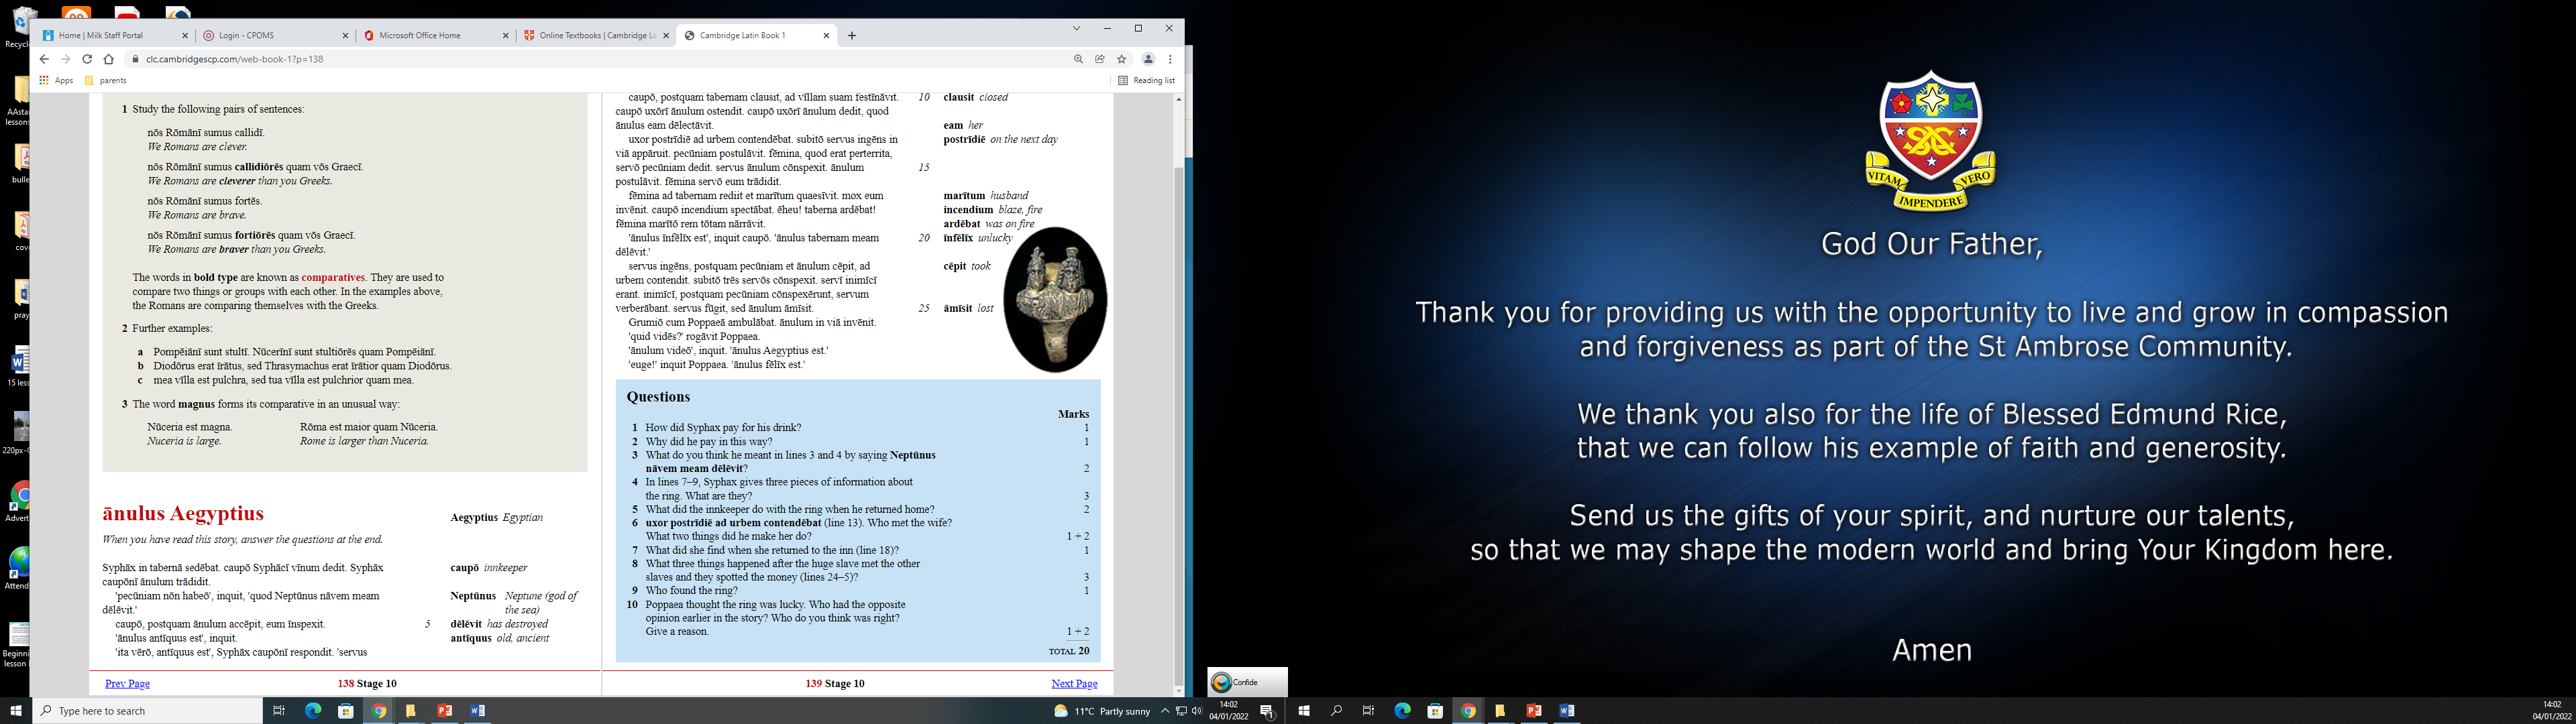 Home | Milk Staff Portal
Login - CPOMS
Microsoft Office Home
Online Textbooks | Cambridge La
Cambridge Latin Book 1
clc.cambridgescp.com/web-book-1?p=138
Apps
parents
Reading list
1 Study the following pairs of sentences:
nōs Rōmānī sumus callidī.
We Romans are clever.
nōs Rōmānī sumus callidiōrēs quam vōs Graecī.
We Romans are cleverer than you Greeks.
nōs Rōmānī sumus fortēs.
We Romans are brave.
nōs Rōmānī sumus fortiōrēs quam vōs Graecī.
We Romans are braver than you Greeks.
The words in bold type are known as comparatives. They are used to
compare two things or groups with each other. In the examples above,
the Romans are comparing themselves with the Greeks.
2 Further examples:
a Pompēiānī sunt stultī. Nūcerīnī sunt stultiōrēs quam Pompēiānī.
b Diodōrus erat īrātus, sed Thrasymachus erat īrātior quam Diodōrus.
c mea vīlla est pulchra, sed tua vīlla est pulchrior quam mea.
3 The word magnus forms its comparative in an unusual way:
Nūceria est magna. Rōma est maior quam Nūceria.
Nuceria is large. Rome is larger than Nuceria.
ānulus Aegyptius
Aegyptius Egyptian
When you have read this story, answer the questions at the end.
Syphāx in tabernā sedēbat. caupō Syphācī vīnum dedit. Syphāx
caupō innkeeper
caupōnī ānulum trādidit.
'pecūniam nōn habeō', inquit, 'quod Neptūnus nāvem meam
Neptūnus Neptune (god of
dēlēvit.'
the sea)
caupō, postquam ānulum accēpit, eum īnspexit.
5 dēlēvit has destroyed
'ānulus antīquus est', inquit.
antīquus old, ancient
'ita vērō, antīquus est', Syphāx caupōnī respondit. 'servus
Prev Page
138 Stage 10
caupō, postquam tabernam clausit, ad vīllam suam festīnāvit.
10 clausit closed
caupō uxōrī ānulum ostendit. caupō uxōrī ānulum dedit, quod
ānulus eam dēlectāvit.
eam her
uxor postrīdiē ad urbem contendēbat. subitō servus ingēns in
postrīdiē on the next day
viā appāruit. pecūniam postulāvit. fēmina, quod erat perterrita,
servō pecūniam dedit. servus ānulum cōnspexit. ānulum
15
postulāvit. fēmina servō eum trādidit.
fēmina ad tabernam rediit et marītum quaesīvit. mox eum
marītum husband
invēnit. caupō incendium spectābat. ēheu! taberna ardēbat!
incendium blaze, fire
fēmina marītō rem tōtam nārrāvit.
ardēbat was on fire
'ānulus īnfēlīx est', inquit caupō. 'ānulus tabernam meam
20 īnfēlīx unlucky
dēlēvit.'
servus ingēns, postquam pecūniam et ānulum cēpit, ad
cēpit took
urbem contendit. subitō trēs servōs cōnspexit. servī inimīcī
erant. inimīcī, postquam pecūniam cōnspexērunt, servum
verberābant. servus fūgit, sed ānulum āmīsit.
25 āmīsit lost
Grumiō cum Poppaeā ambulābat. ānulum in viā invēnit.
'quid vidēs?' rogāvit Poppaea.
'ānulum videō', inquit. 'ānulus Aegyptius est.'
'euge!' inquit Poppaea. 'ānulus fēlīx est.'
Questions
Marks
1 How did Syphax pay for his drink? 1
2 Why did he pay in this way? 1
3 What do you think he meant in lines 3 and 4 by saying Neptūnus
nāvem meam dēlēvit? 2
4 In lines 7–9, Syphax gives three pieces of information about
the ring. What are they? 3
5 What did the innkeeper do with the ring when he returned home? 2
6 uxor postrīdiē ad urbem contendēbat (line 13). Who met the wife?
What two things did he make her do? 1 + 2
7 What did she find when she returned to the inn (line 18)? 1
8 What three things happened after the huge slave met the other
slaves and they spotted the money (lines 24–5)? 3
9 Who found the ring? 1
10 Poppaea thought the ring was lucky. Who had the opposite
opinion earlier in the story? Who do you think was right?
Give a reason. 1 + 2
TOTAL 20
139 Stage 10
Next Page
Type here to search
11°C Partly sunny
14:02
04/01/2022
Confide
VITAM
IMPENDERE
VERO
God Our Father,
Thank you for providing us with the opportunity to live and grow in compassion
and forgiveness as part of the St Ambrose Community.
We thank you also for the life of Blessed Edmund Rice,
that we can follow his example of faith and generosity.
Send us the gifts of your spirit, and nurture our talents,
so that we may shape the modern world and bring Your Kingdom here.
Amen
14:02
04/01/2022